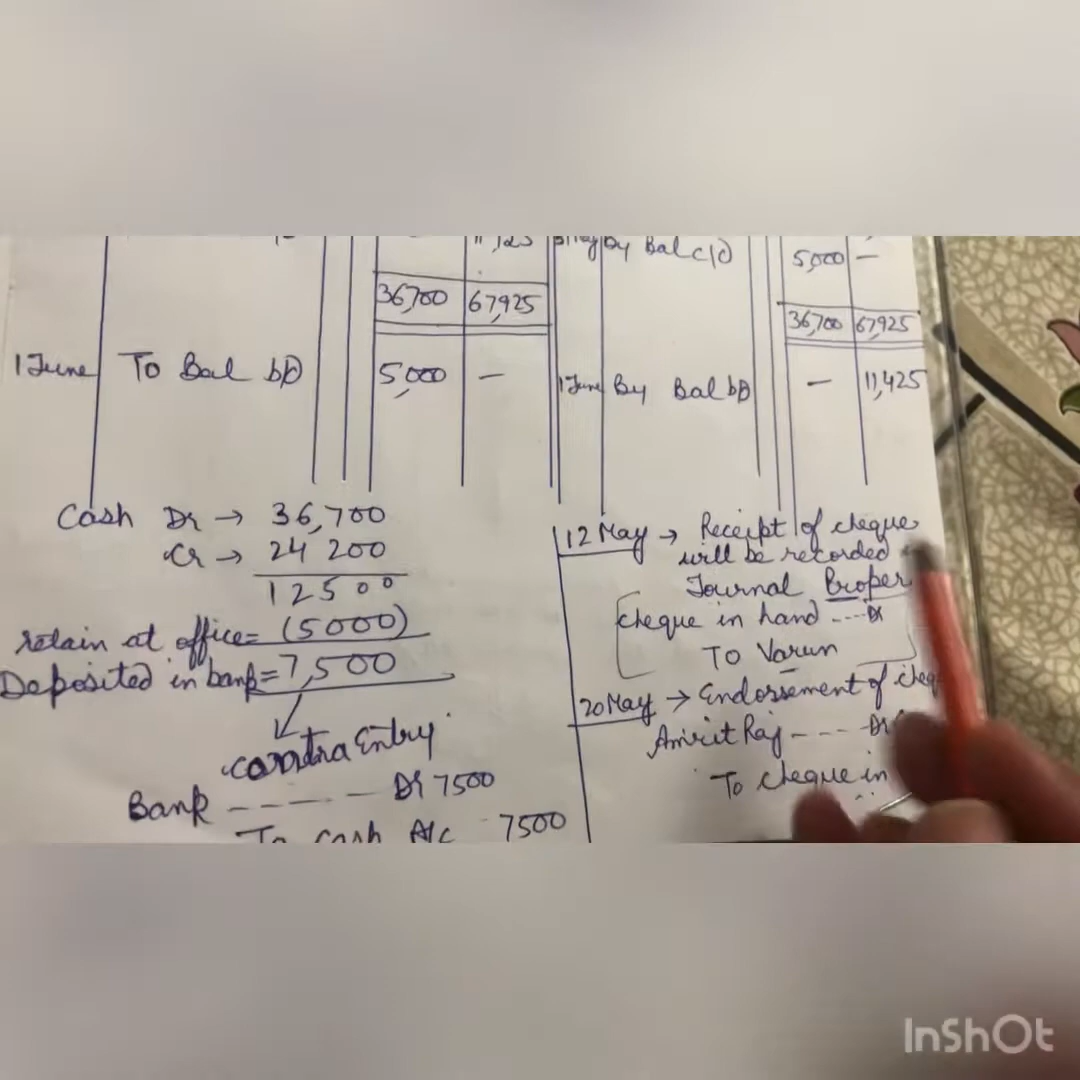 5,000 —
By Bal c/d
36,700 67,925
36,700 67,925
1 June To Bal b/D 5,000 —
1 June By Bal b/D — 11,425
Cash Dr → 36,700
Cr → 24 200
12500
retain at office = (5000)
Deposited in bank = 7,500
contra Entry
Bank ------ Dr 7500
To cash A/c 7500
12 May → Receipt of cheque
will be recorded
Journal Proper
cheque in hand ---- Dr
To Varun
20 May → Endorsement of
Amrit Raj ---- Dr
To cheque in
InShOt